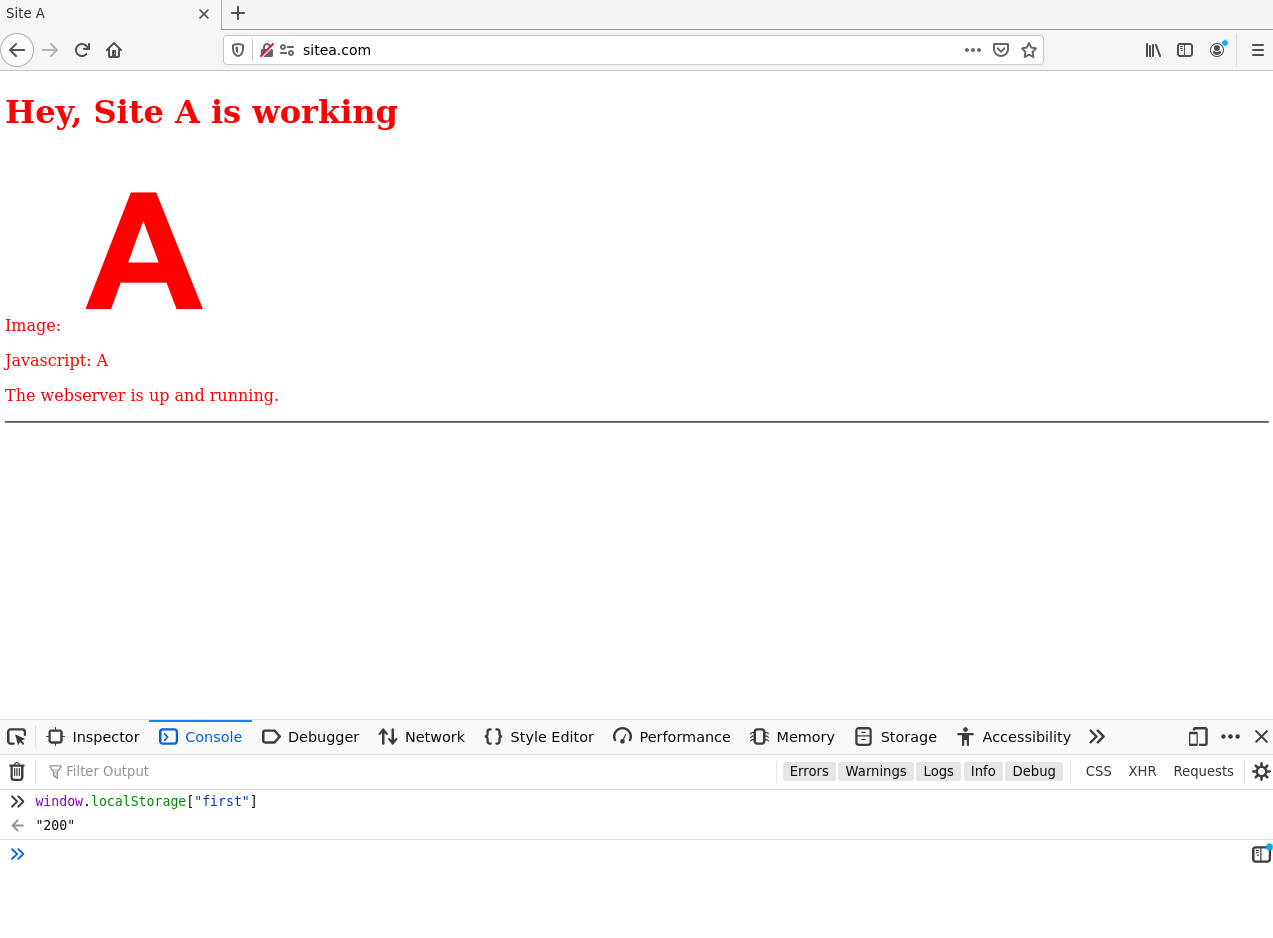 Site A
sitea.com
Hey, Site A is working
A
Image:
Javascript: A
The webserver is up and running.
Inspector Console Debugger Network Style Editor Performance Memory Storage Accessibility
Filter Output Errors Warnings Logs Info Debug CSS XHR Requests
window.localStorage["first"]
"200"